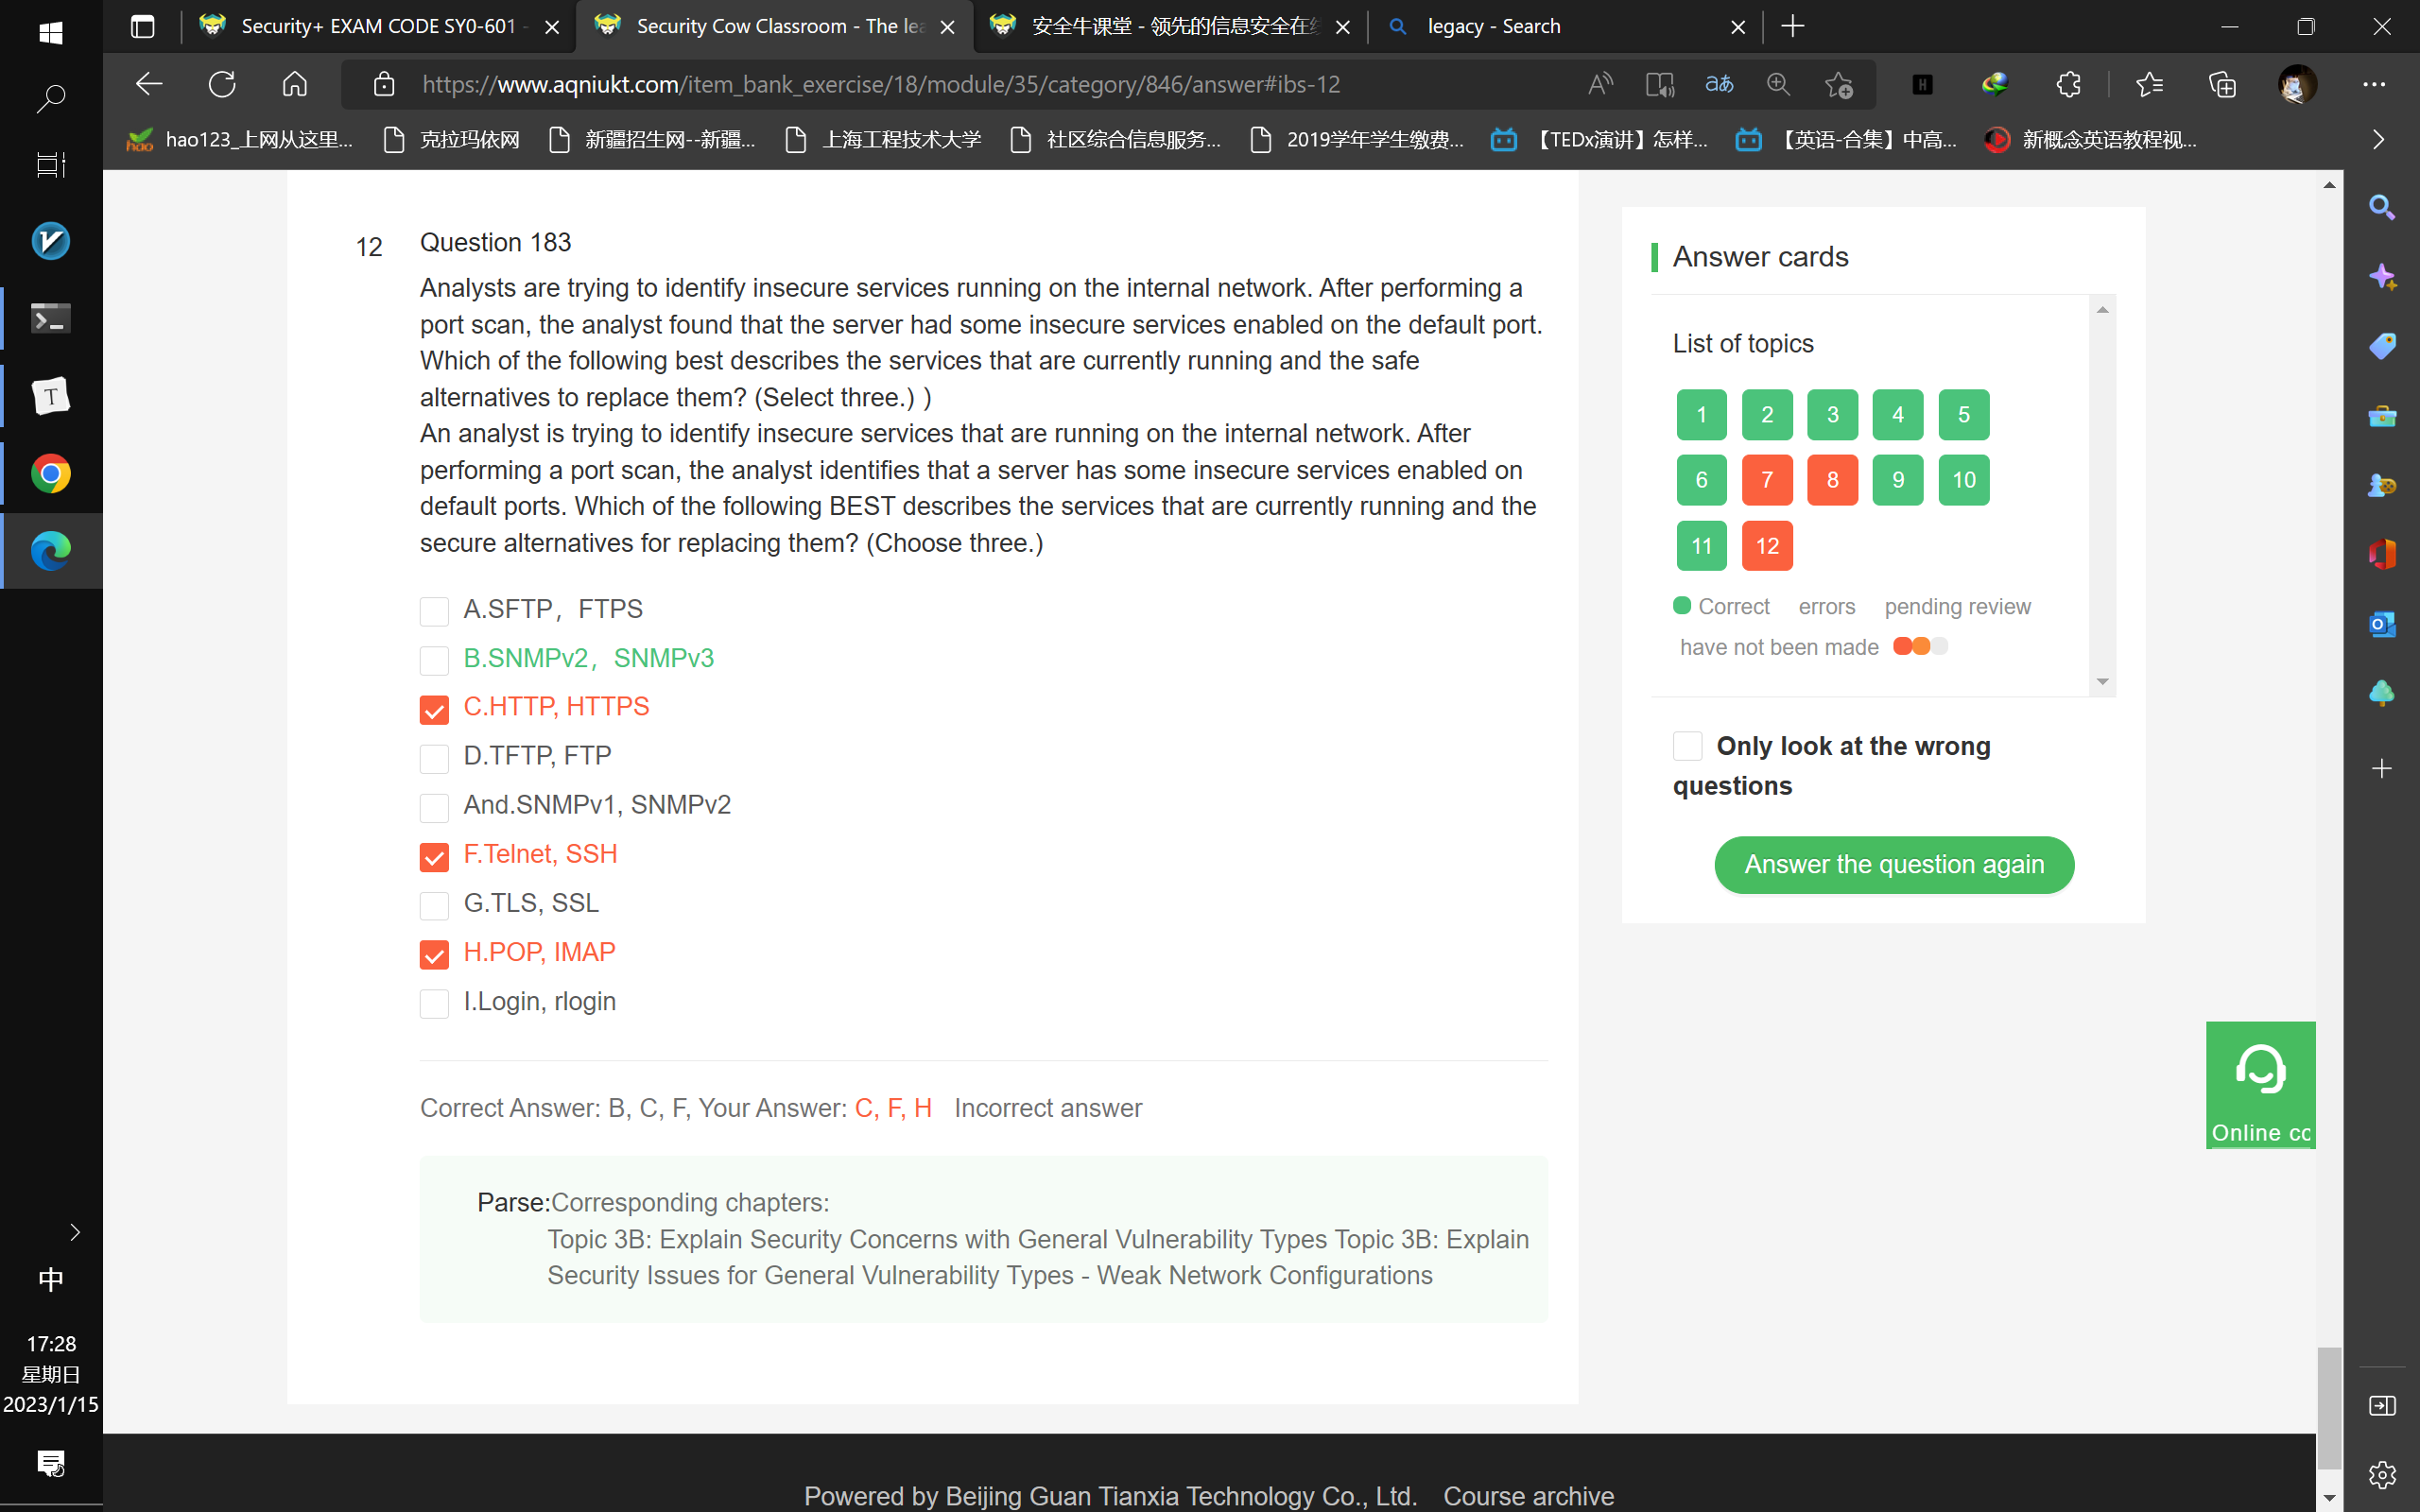 Security+ EXAM CODE SY0-601 -
Security Cow Classroom - The lea
安全牛课堂 - 领先的信息安全在线
legacy - Search
https://www.aqniukt.com/item_bank_exercise/18/module/35/category/846/answer#ibs-12
hao123_上网从这里...
克拉玛依网
新疆招生网--新疆...
上海工程技术大学
社区综合信息服务...
2019学年学生缴费...
【TEDx演讲】怎样...
【英语-合集】中高...
新概念英语教程视...
12
Question 183
Analysts are trying to identify insecure services running on the internal network. After performing a
port scan, the analyst found that the server had some insecure services enabled on the default port.
Which of the following best describes the services that are currently running and the safe
alternatives to replace them? (Select three.) )
An analyst is trying to identify insecure services that are running on the internal network. After
performing a port scan, the analyst identifies that a server has some insecure services enabled on
default ports. Which of the following BEST describes the services that are currently running and the
secure alternatives for replacing them? (Choose three.)
A.SFTP，FTPS
B.SNMPv2，SNMPv3
C.HTTP, HTTPS
D.TFTP, FTP
And.SNMPv1, SNMPv2
F.Telnet, SSH
G.TLS, SSL
H.POP, IMAP
I.Login, rlogin
Correct Answer: B, C, F, Your Answer: C, F, H Incorrect answer
Parse:Corresponding chapters:
Topic 3B: Explain Security Concerns with General Vulnerability Types Topic 3B: Explain
Security Issues for General Vulnerability Types - Weak Network Configurations
Answer cards
List of topics
1 2 3 4 5
6 7 8 9 10
11 12
Correct errors pending review
have not been made
Only look at the wrong
questions
Answer the question again
Online cc
Powered by Beijing Guan Tianxia Technology Co., Ltd. Course archive
中
17:28
星期日
2023/1/15